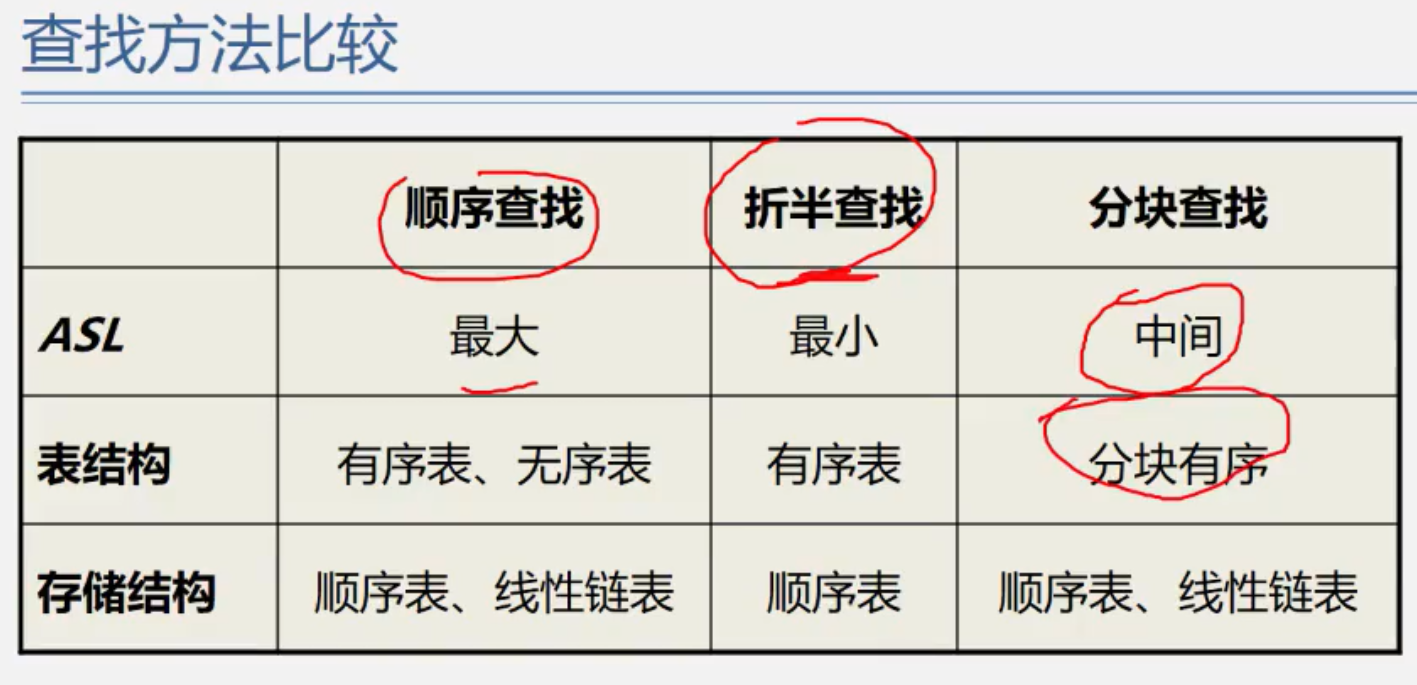 查找方法比较
顺序查找 折半查找 分块查找
ASL 最大 最小 中间
表结构 有序表、无序表 有序表 分块有序
存储结构 顺序表、线性链表 顺序表 顺序表、线性链表